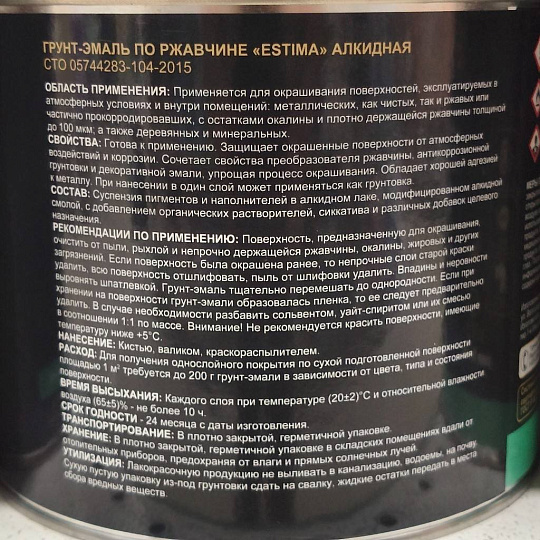 ГРУНТ-ЭМАЛЬ ПО РЖАВЧИНЕ «ESTIMA» АЛКИДНАЯ
СТО 05744283-104-2015
ОБЛАСТЬ ПРИМЕНЕНИЯ: Применяется для окрашивания поверхностей, эксплуатируемых в
атмосферных условиях и внутри помещений: металлических, как чистых, так и ржавых или
частично прокорродировавших, с остатками окалины и плотно держащейся ржавчины толщиной
до 100 мкм; а также деревянных и минеральных.
СВОЙСТВА: Готова к применению. Защищает окрашенные поверхности от атмосферных
воздействий и коррозии. Сочетает свойства преобразователя ржавчины, антикоррозионной
грунтовки и декоративной эмали, упрощая процесс окрашивания. Обладает хорошей адгезией
к металлу. При нанесении в один слой может применяться как грунтовка.
СОСТАВ: Суспензия пигментов и наполнителей в алкидном лаке, модифицированном алкидной
смолой, с добавлением органических растворителей, сиккатива и различных добавок целевого
назначения.
РЕКОМЕНДАЦИИ ПО ПРИМЕНЕНИЮ: Поверхность, предназначенную для окрашивания,
очистить от пыли, рыхлой и непрочно держащейся ржавчины, окалины, жировых и других
загрязнений. Если поверхность была окрашена ранее, то непрочные слои старой краски
удалить, всю поверхность отшлифовать, пыль от шлифовки удалить. Впадины и неровности
выровнять шпатлевкой. Грунт-эмаль тщательно перемешать до однородности. Если при
хранении на поверхности грунт-эмали образовалась пленка, то ее следует предварительно
удалить. В случае необходимости разбавить сольвентом, уайт-спиритом или их смесью
в соотношении 1:1 по массе. Внимание! Не рекомендуется красить поверхности, имеющие
температуру ниже +5°С.
НАНЕСЕНИЕ: Кистью, валиком, краскораспылителем.
РАСХОД: Для получения однослойного покрытия по сухой подготовленной поверхности
площадью 1 м² требуется до 200 г грунт-эмали в зависимости от цвета, типа и состояния
поверхности.
ВРЕМЯ ВЫСЫХАНИЯ: Каждого слоя при температуре (20±2)°С и относительной влажности
воздуха (65±5)% - не более 10 ч.
СРОК ГОДНОСТИ - 24 месяца с даты изготовления.
ТРАНСПОРТИРОВАНИЕ: В плотно закрытой, герметичной упаковке.
ХРАНЕНИЕ: В плотно закрытой, герметичной упаковке в складских помещениях вдали от
отопительных приборов, предохраняя от влаги и прямых солнечных лучей.
УТИЛИЗАЦИЯ: Лакокрасочную продукцию не выливать в канализацию, водоемы, на почву.
Сухую пустую упаковку из-под грунтовки сдать на свалку, жидкие остатки передать в места
сбора вредных веществ.